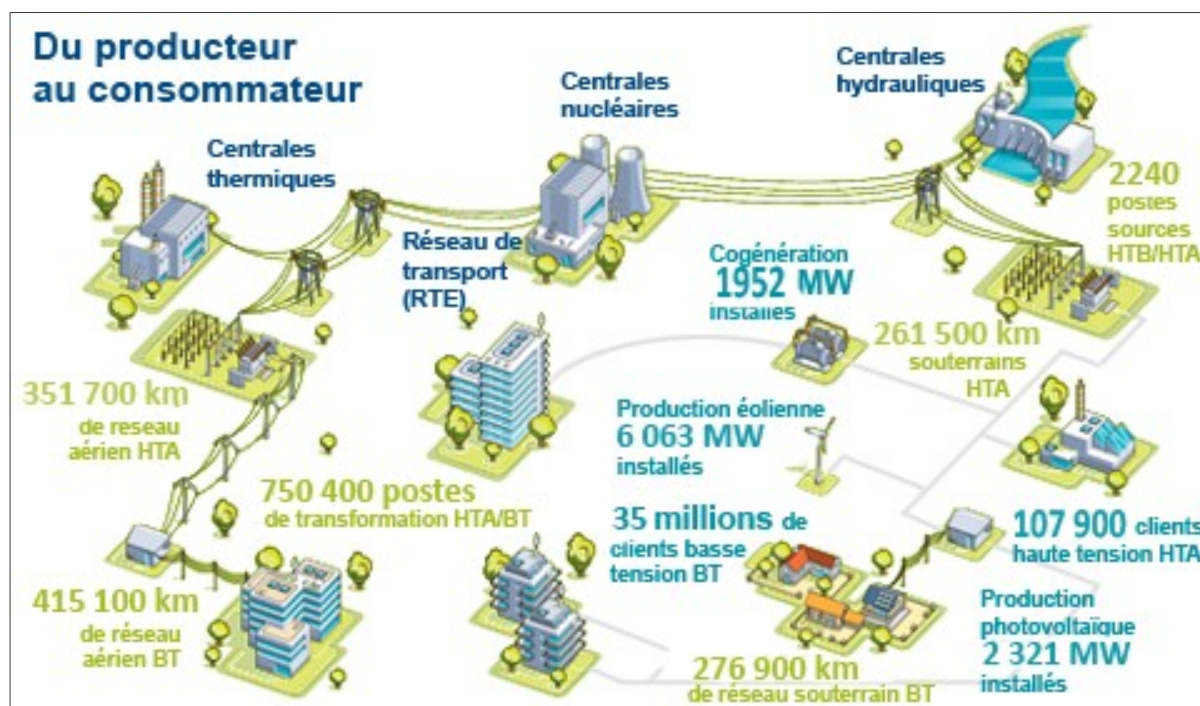 Du producteur
au consommateur
Centrales
thermiques
Centrales
nucléaires
Centrales
hydrauliques
Réseau de
transport
(RTE)
2240
postes
sources
HTB/HTA
Cogénération
1952 MW
installés
261 500 km
souterrains
HTA
351 700 km
de reseau
aérien HTA
Production éolienne
6 063 MW
installés
750 400 postes
de transformation HTA/BT
35 millions de
clients basse
tension BT
107 900 clients
haute tension HTA
415 100 km
de réseau
aérien BT
Production
photovoltaïque
2 321 MW
installés
276 900 km
de réseau souterrain BT